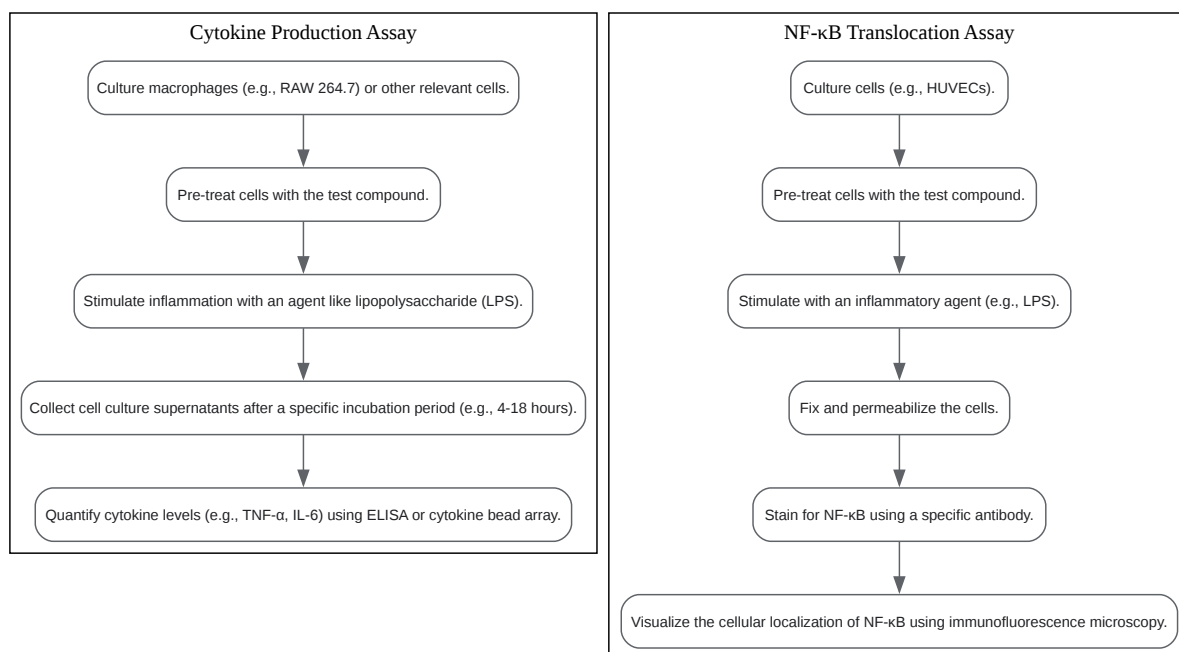 Cytokine Production Assay
Culture macrophages (e.g., RAW 264.7) or other relevant cells.
Pre-treat cells with the test compound.
Stimulate inflammation with an agent like lipopolysaccharide (LPS).
Collect cell culture supernatants after a specific incubation period (e.g., 4-18 hours).
Quantify cytokine levels (e.g., TNF-α, IL-6) using ELISA or cytokine bead array.
NF-κB Translocation Assay
Culture cells (e.g., HUVECs).
Pre-treat cells with the test compound.
Stimulate with an inflammatory agent (e.g., LPS).
Fix and permeabilize the cells.
Stain for NF-κB using a specific antibody.
Visualize the cellular localization of NF-κB using immunofluorescence microscopy.